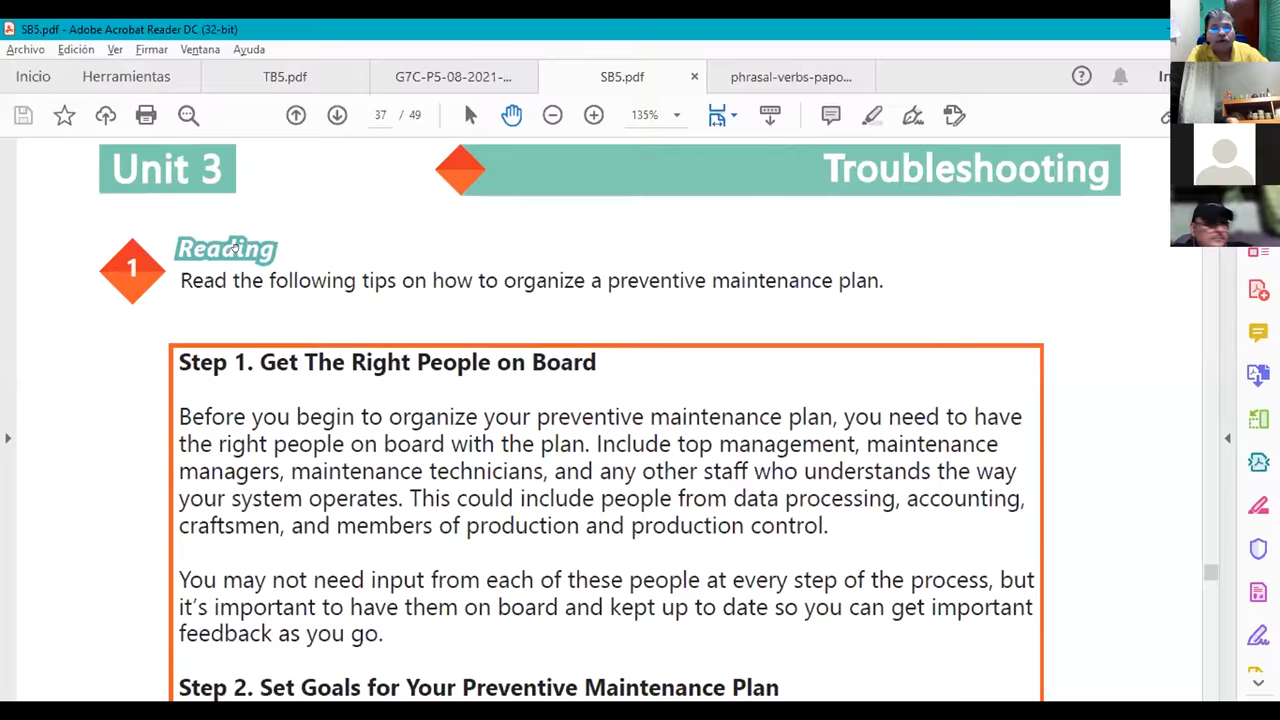 SB5.pdf - Adobe Acrobat Reader DC (32-bit)
Archivo Edición Ver Firmar Ventana Ayuda
Inicio Herramientas TB5.pdf G7C-P5-08-2021-... SB5.pdf × phrasal-verbs-papo... In
37 / 49 135%
Unit 3 Troubleshooting
Reading
1
Read the following tips on how to organize a preventive maintenance plan.
Step 1. Get The Right People on Board
Before you begin to organize your preventive maintenance plan, you need to have
the right people on board with the plan. Include top management, maintenance
managers, maintenance technicians, and any other staff who understands the way
your system operates. This could include people from data processing, accounting,
craftsmen, and members of production and production control.
You may not need input from each of these people at every step of the process, but
it's important to have them on board and kept up to date so you can get important
feedback as you go.
Step 2. Set Goals for Your Preventive Maintenance Plan